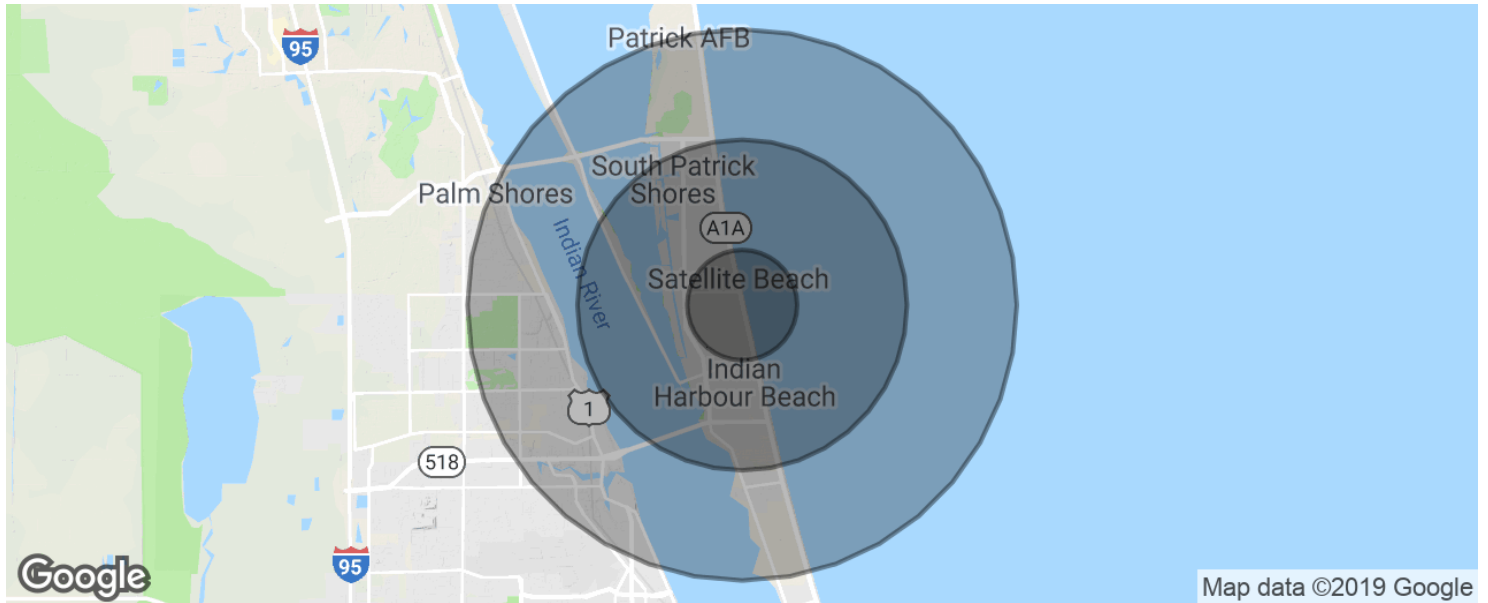 Patrick AFB
95
South Patrick
Shores
Palm Shores
A1A
Indian River
Satellite Beach
Indian
Harbour Beach
1
518
95
Google
Map data ©2019 Google